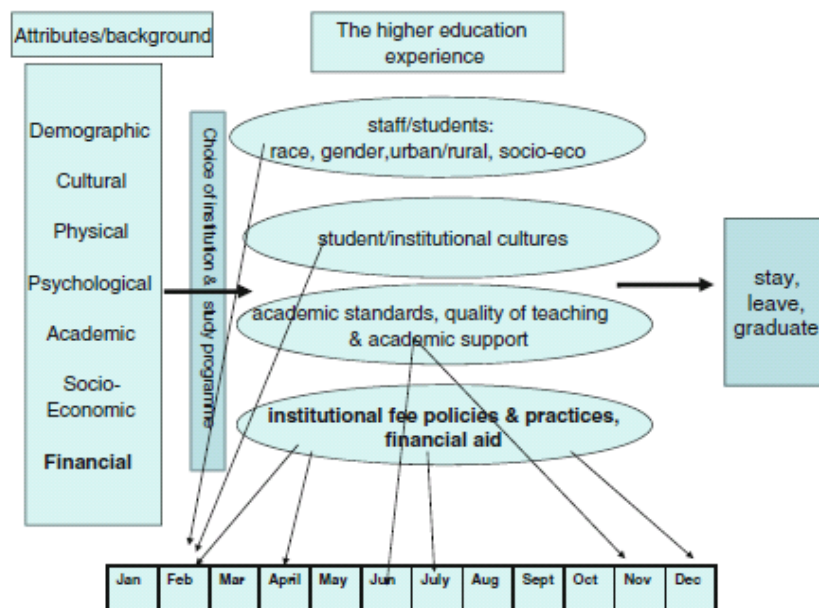 Attributes/background
The higher education
experience
Demographic
Cultural
Physical
Psychological
Academic
Socio-
Economic
Financial
Choice of institution & study programme
staff/students:
race, gender,urban/rural, socio-eco
student/institutional cultures
academic standards, quality of teaching
& academic support
institutional fee policies & practices,
financial aid
stay,
leave,
graduate
Jan Feb Mar April May Jun July Aug Sept Oct Nov Dec